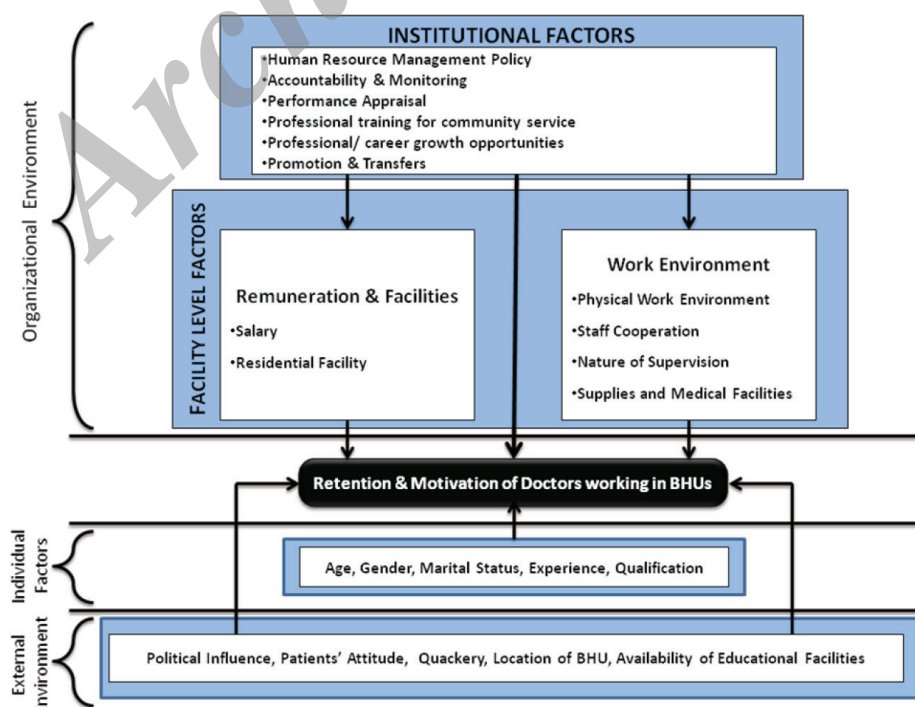 Arch
Organizational Environment
INSTITUTIONAL FACTORS
•Human Resource Management Policy
•Accountability & Monitoring
•Performance Appraisal
•Professional training for community service
•Professional/ career growth opportunities
•Promotion & Transfers
FACILITY LEVEL FACTORS
Remuneration & Facilities
•Salary
•Residential Facility
Work Environment
•Physical Work Environment
•Staff Cooperation
•Nature of Supervision
•Supplies and Medical Facilities
Retention & Motivation of Doctors working in BHUs
Individual
Factors
Age, Gender, Marital Status, Experience, Qualification
External
nvironment
Political Influence, Patients' Attitude, Quackery, Location of BHU, Availability of Educational Facilities